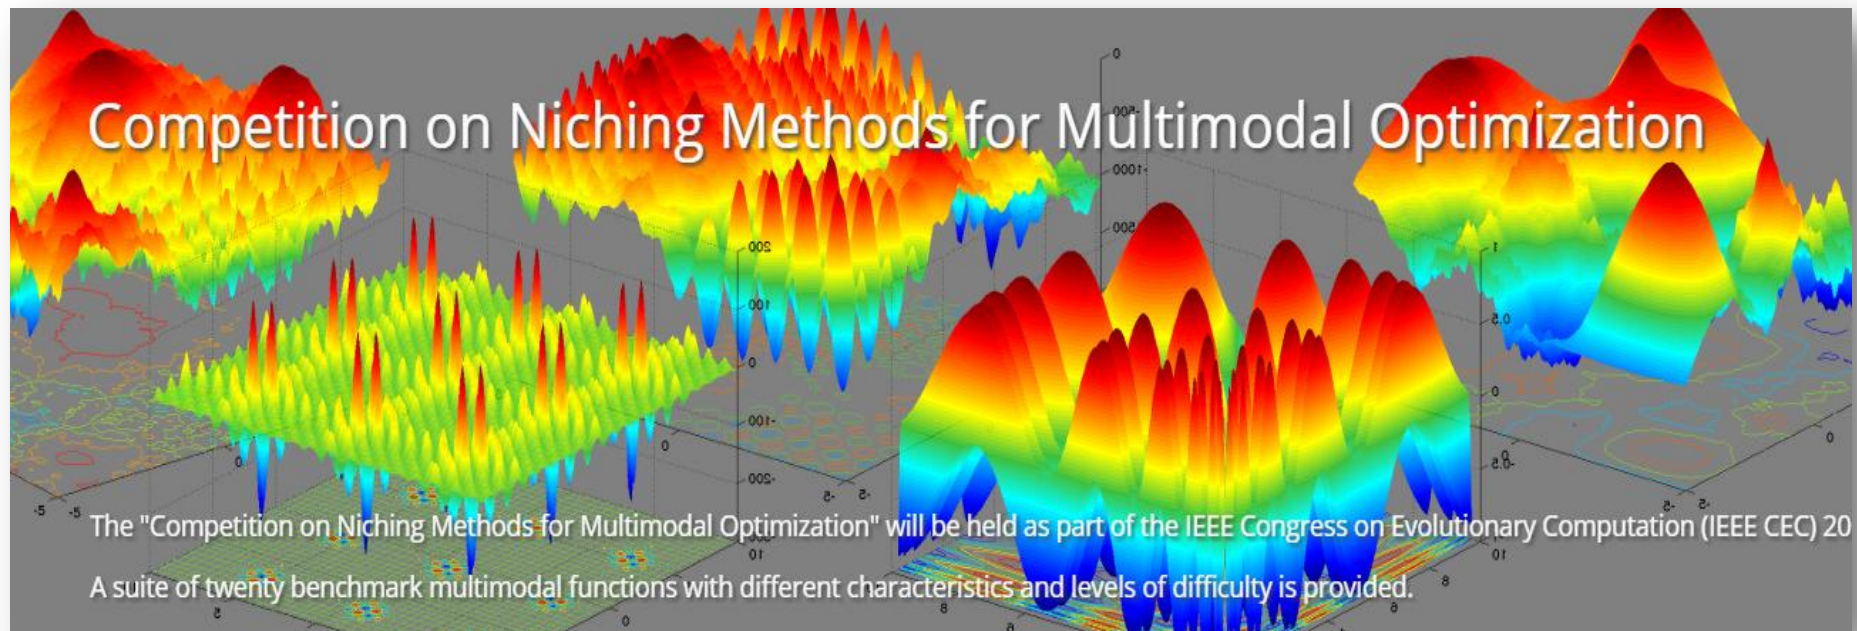 Competition on Niching Methods for Multimodal Optimization
The "Competition on Niching Methods for Multimodal Optimization" will be held as part of the IEEE Congress on Evolutionary Computation (IEEE CEC) 20
A suite of twenty benchmark multimodal functions with different characteristics and levels of difficulty is provided.